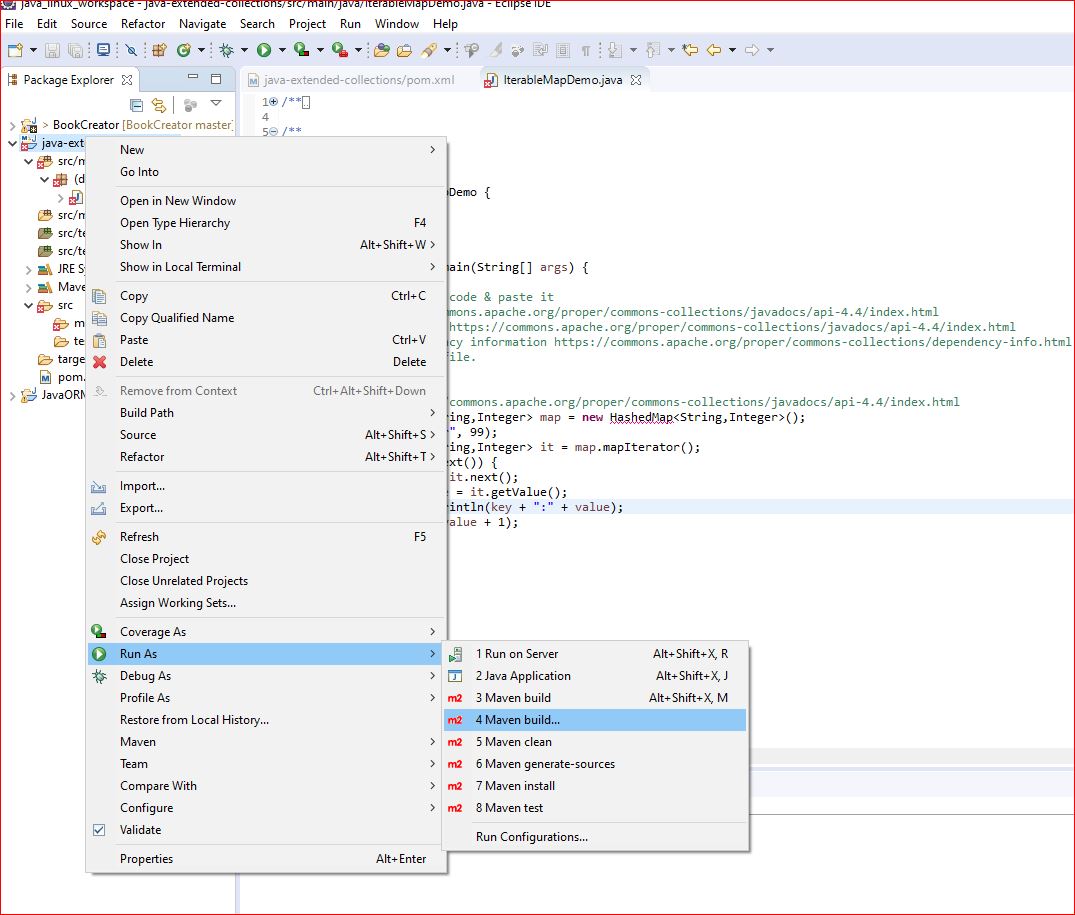 java_linux_workspace - java-extended-collections/src/main/java/IterableMapDemo.java - Eclipse IDE
File Edit Source Refactor Navigate Search Project Run Window Help
Package Explorer
java-extended-collections/pom.xml
IterableMapDemo.java
> BookCreator [BookCreator master]
java-ext
src/m
(d
src/m
src/te
src/te
JRE Sy
Mave
src
m
te
targe
pom.
JavaORM
1 /**
4
5 /**
pDemo {
ain(String[] args) {
code & paste it
mons.apache.org/proper/commons-collections/javadocs/api-4.4/index.html
https://commons.apache.org/proper/commons-collections/javadocs/api-4.4/index.html
cy information https://commons.apache.org/proper/commons-collections/dependency-info.html
file.
commons.apache.org/proper/commons-collections/javadocs/api-4.4/index.html
ing,Integer> map = new HashedMap<String,Integer>();
", 99);
ing,Integer> it = map.mapIterator();
xt()) {
it.next();
= it.getValue();
intln(key + ":" + value);
alue + 1);
New
Go Into
Open in New Window
Open Type Hierarchy F4
Show In Alt+Shift+W
Show in Local Terminal
Copy Ctrl+C
Copy Qualified Name
Paste Ctrl+V
Delete Delete
Remove from Context Ctrl+Alt+Shift+Down
Build Path
Source Alt+Shift+S
Refactor Alt+Shift+T
Import...
Export...
Refresh F5
Close Project
Close Unrelated Projects
Assign Working Sets...
Coverage As
Run As
Debug As
Profile As
Restore from Local History...
Maven
Team
Compare With
Configure
Validate
Properties Alt+Enter
1 Run on Server Alt+Shift+X, R
2 Java Application Alt+Shift+X, J
m2 3 Maven build Alt+Shift+X, M
m2 4 Maven build...
m2 5 Maven clean
m2 6 Maven generate-sources
m2 7 Maven install
m2 8 Maven test
Run Configurations...